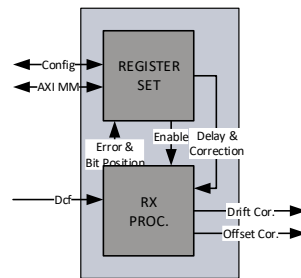 Config
AXI MM
REGISTER
SET
Error &
Bit Position
Enable
Delay &
Correction
Dcf
RX
PROC.
Drift Cor.
Offset Cor.